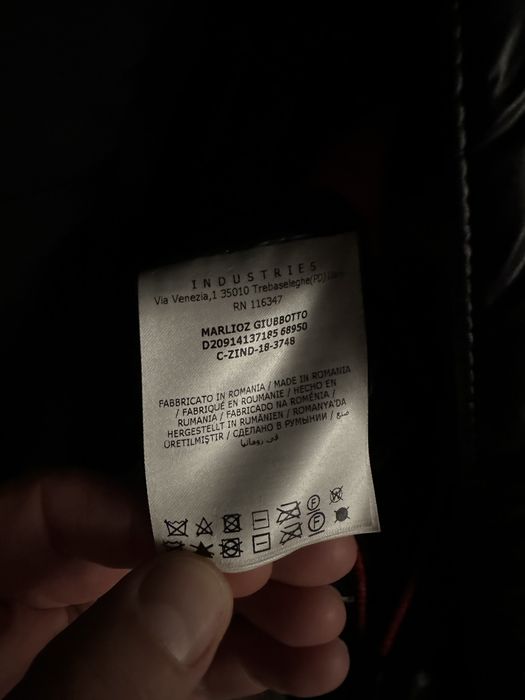 INDUSTRIES
Via Venezia,1 35010 Trebaseleghe(PD)
RN 116347
MARLIOZ GIUBBOTTO
D20914137185 68950
C-ZIND-18-3748
FABBRICATO IN ROMANIA / MADE IN ROMANIA
/ FABRIQUÉ EN ROUMANIE / HECHO EN
RUMANIA / FABRICADO NA ROMÉNIA /
HERGESTELLT IN RUMÄNIEN / ROMANYA'DA
ÜRETILMIŞTIR / СДЕЛАНО В РУМЫНИИ / صنع
في رومانيا
F
F